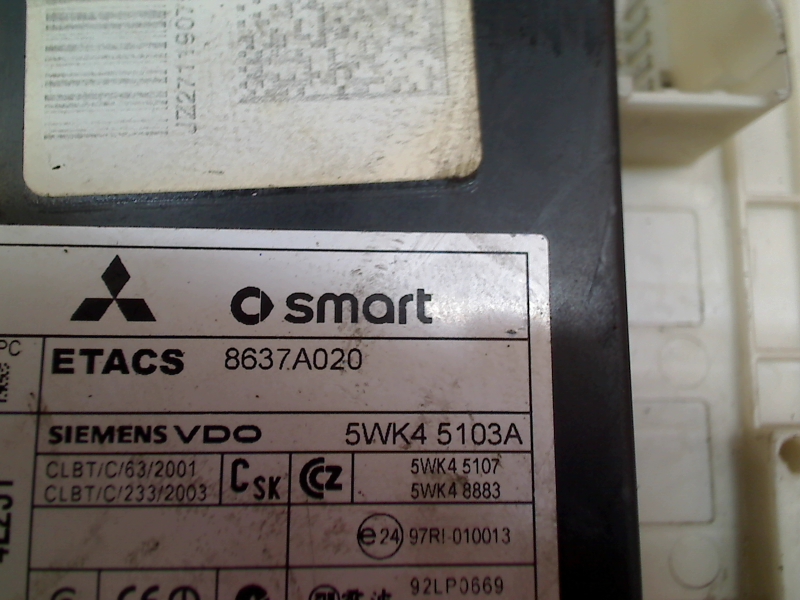 JZ2711907
smart
PC
ETACS 8637A020
SIEMENS VDO 5WK4 5103A
CLBT/C/63/2001
CLBT/C/233/2003
CSK
CCZ
5WK4 5107
5WK4 8883
e24 97RI-010013
92LP0669